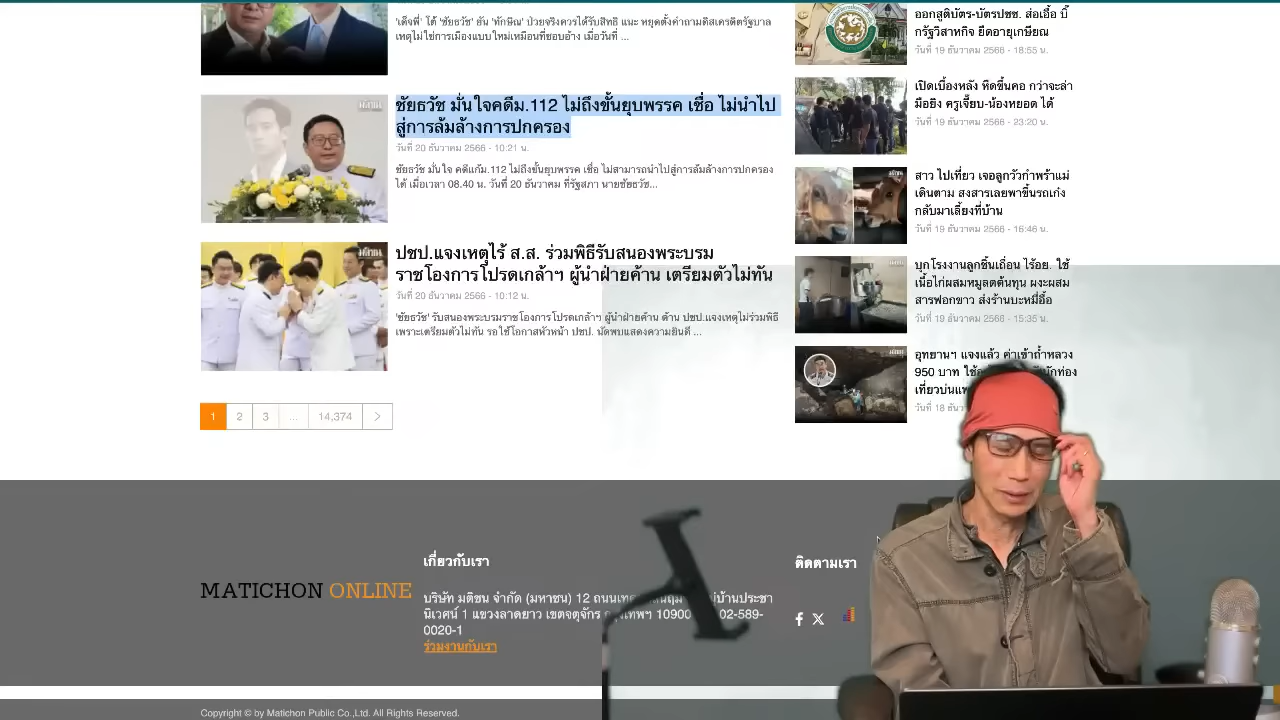 'เด็จพี่' โต้ 'ชัยธวัช' ยัน 'ทักษิณ' ป่วยจริงควรได้รับสิทธิ แนะ หยุดตั้งคำถามดิสเครดิตรัฐบาล
เหตุไม่ใช่การเมืองแบบใหม่เหมือนที่ชอบอ้าง เมื่อวันที่ ...
ชัยธวัช มั่นใจคดีม.112 ไม่ถึงขั้นยุบพรรค เชื่อ ไม่นำไป
สู่การล้มล้างการปกครอง
วันที่ 20 ธันวาคม 2566 - 10:21 น.
ชัยธวัช มั่นใจ คดีแก้ม.112 ไม่ถึงขั้นยุบพรรค เชื่อ ไม่สามารถนำไปสู่การล้มล้างการปกครอง
ได้ เมื่อเวลา 08.40 น. วันที่ 20 ธันวาคม ที่รัฐสภา นายชัยธวัช...
ปชป.แจงเหตุไร้ ส.ส. ร่วมพิธีรับสนองพระบรม
ราชโองการโปรดเกล้าฯ ผู้นำฝ่ายค้าน เตรียมตัวไม่ทัน
วันที่ 20 ธันวาคม 2566 - 10:12 น.
'ชัยธวัช' รับสนองพระบรมราชโองการโปรดเกล้าฯ ผู้นำฝ่ายค้าน ด้าน ปชป.แจงเหตุไม่ร่วมพิธี
เพราะเตรียมตัวไม่ทัน รอใช้โอกาสหัวหน้า ปชป. นัดพบแสดงความยินดี ...
1 2 3 ... 14,374 >
ออกสูติบัตร-บัตรปชช. ส่อเอื้อ บิ๊
กรัฐวิสาหกิจ ยืดอายุเกษียณ
วันที่ 19 ธันวาคม 2566 - 18:55 น.
เปิดเบื้องหลัง หืดขึ้นคอ กว่าจะล่า
มือยิง ครูเจี๊ยบ-น้องหยอด ได้
วันที่ 19 ธันวาคม 2566 - 23:20 น.
สาว ไปเที่ยว เจอลูกวัวกำพร้าแม่
เดินตาม สงสารเลยพาขึ้นรถเก๋ง
กลับมาเลี้ยงที่บ้าน
วันที่ 19 ธันวาคม 2566 - 16:46 น.
บุกโรงงานลูกชิ้นเถื่อน ไร้อย. ใช้
เนื้อไก่ผสมหมูลดต้นทุน ผงะผสม
สารฟอกขาว ส่งร้านบะหมี่อื้อ
วันที่ 19 ธันวาคม 2566 - 15:35 น.
อุทยานฯ แจงแล้ว ค่าเข้าถ้ำหลวง
950 บาท
วันที่ 18
MATICHON ONLINE
เกี่ยวกับเรา
บริษัท มติชน จำกัด (มหาชน) 12 ถนน
นิเวศน์ 1 แขวงลาดยาว เขตจตุจักร กรุงเทพฯ 10900 02-589-
0020-1
ร่วมงานกับเรา
ติดตามเรา
Copyright © by Matichon Public Co.,Ltd. All Rights Reserved.